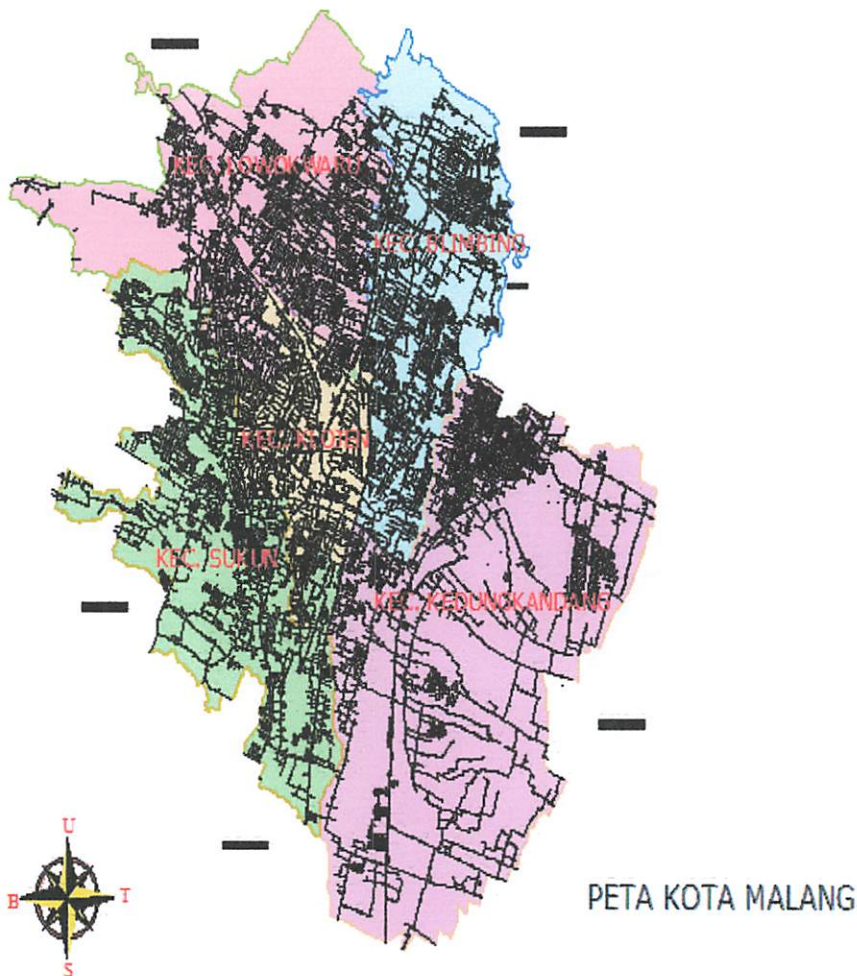 KEC. LOWOKWARU
KEC. BLIMBING
KEC. KLOJEN
KEC. SUKUN
KEC. KEDUNGKANDANG
U
B T
S
PETA KOTA MALANG